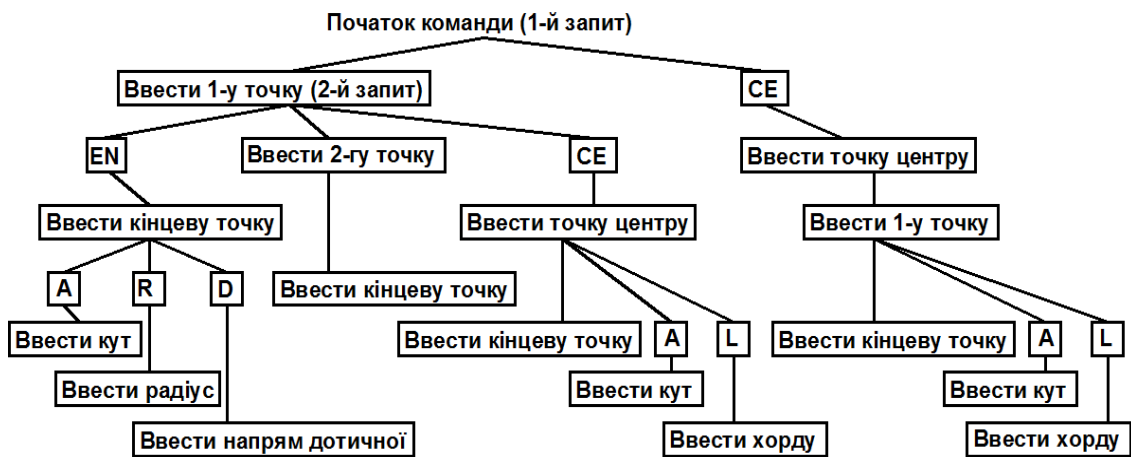 Початок команди (1-й запит)
Ввести 1-у точку (2-й запит)
CE
EN
Ввести 2-гу точку
CE
Ввести точку центру
Ввести кінцеву точку
Ввести точку центру
Ввести 1-у точку
A
R
D
Ввести кінцеву точку
Ввести кут
Ввести кінцеву точку
A
L
Ввести кінцеву точку
A
L
Ввести радіус
Ввести кут
Ввести кут
Ввести напрям дотичної
Ввести хорду
Ввести хорду